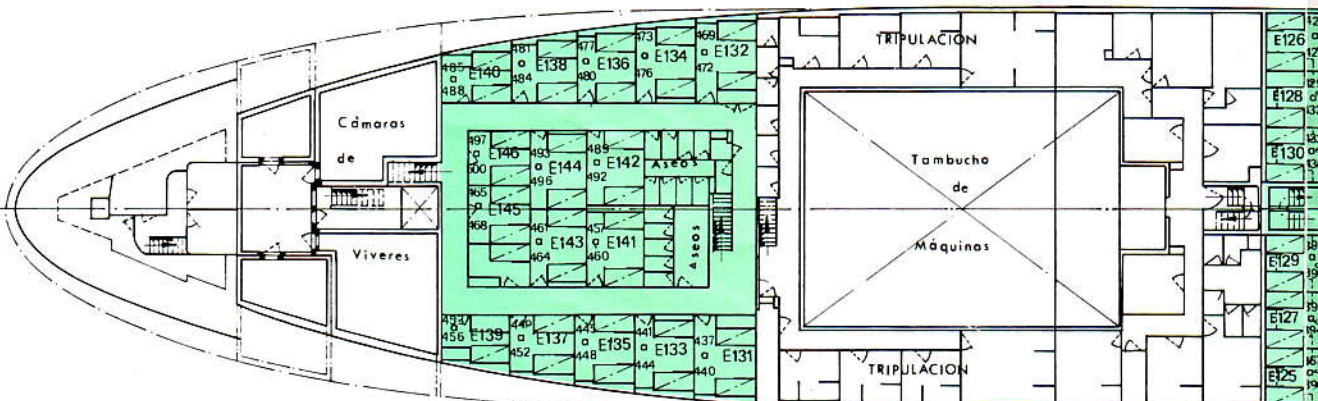 TRIPULACION
481
E138
484
477
E136
480
473
E134
476
469
E132
472
485
E140
488
E126
E128
E130
Cámaras
de
Viveres
497
E146
500
493
E144
496
489
E142
492
Aseos
465
E145
468
461
E143
464
457
E141
460
Aseos
Tambucho
de
Máquinas
E129
E127
E125
453
E139
456
449
E137
452
445
E135
448
441
E133
444
437
E131
440
TRIPULACION